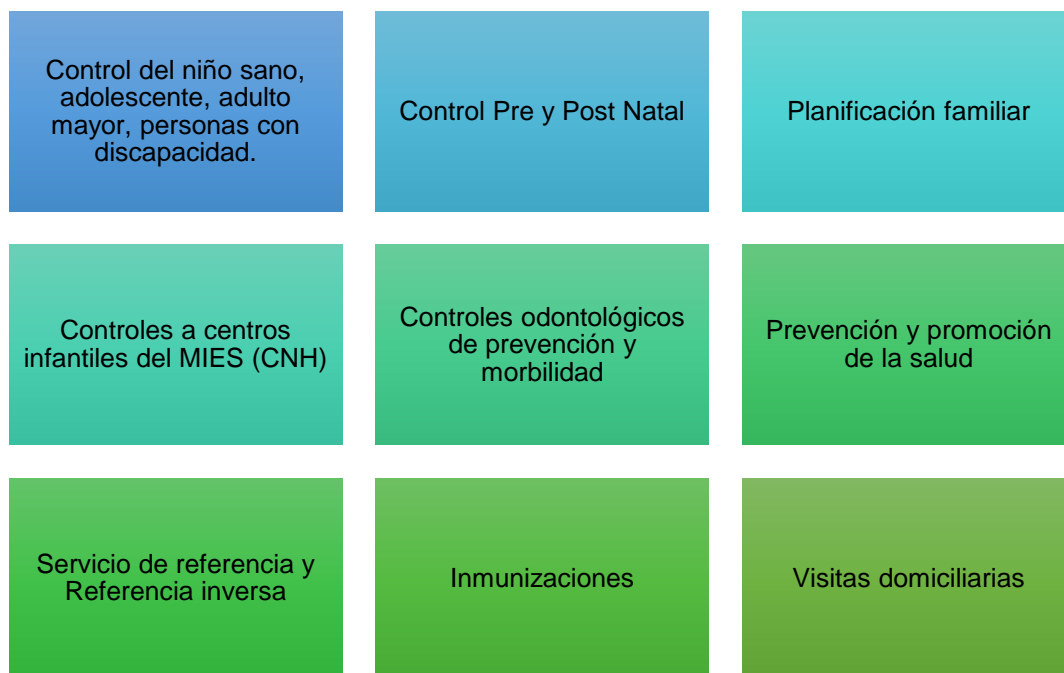 Control del niño sano,
adolescente, adulto
mayor, personas con
discapacidad.
Control Pre y Post Natal
Planificación familiar
Controles a centros
infantiles del MIES (CNH)
Controles odontológicos
de prevención y
morbilidad
Prevención y promoción
de la salud
Servicio de referencia y
Referencia inversa
Inmunizaciones
Visitas domiciliarias